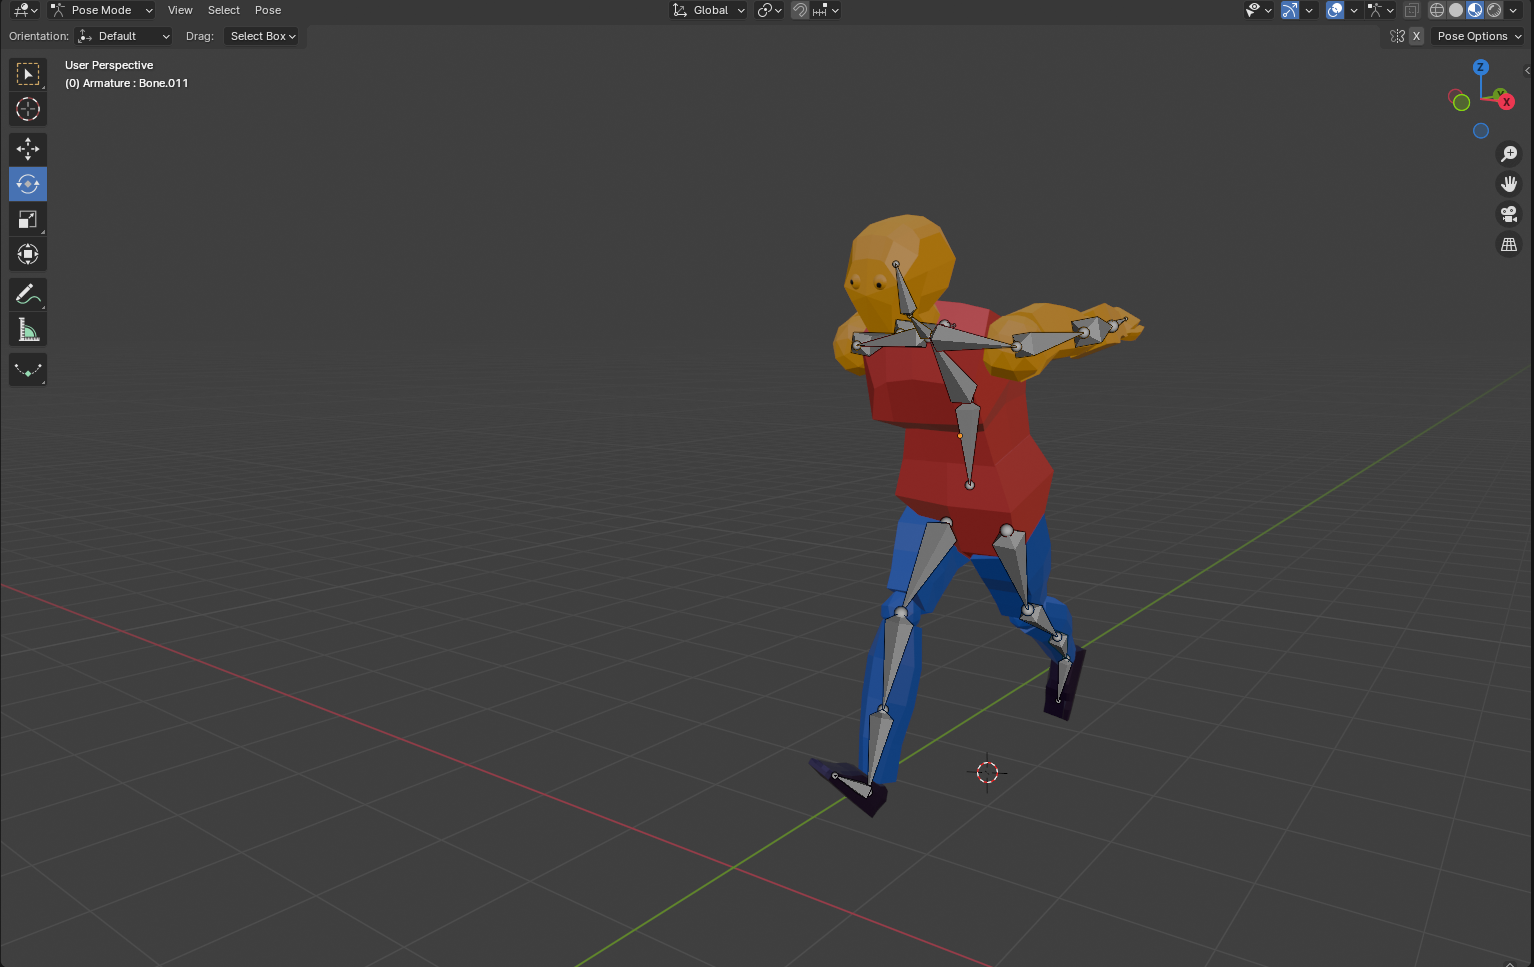 Pose Mode View Select Pose Global
Orientation: Default Drag: Select Box X Pose Options
User Perspective
(0) Armature : Bone.011
Z
Y
X